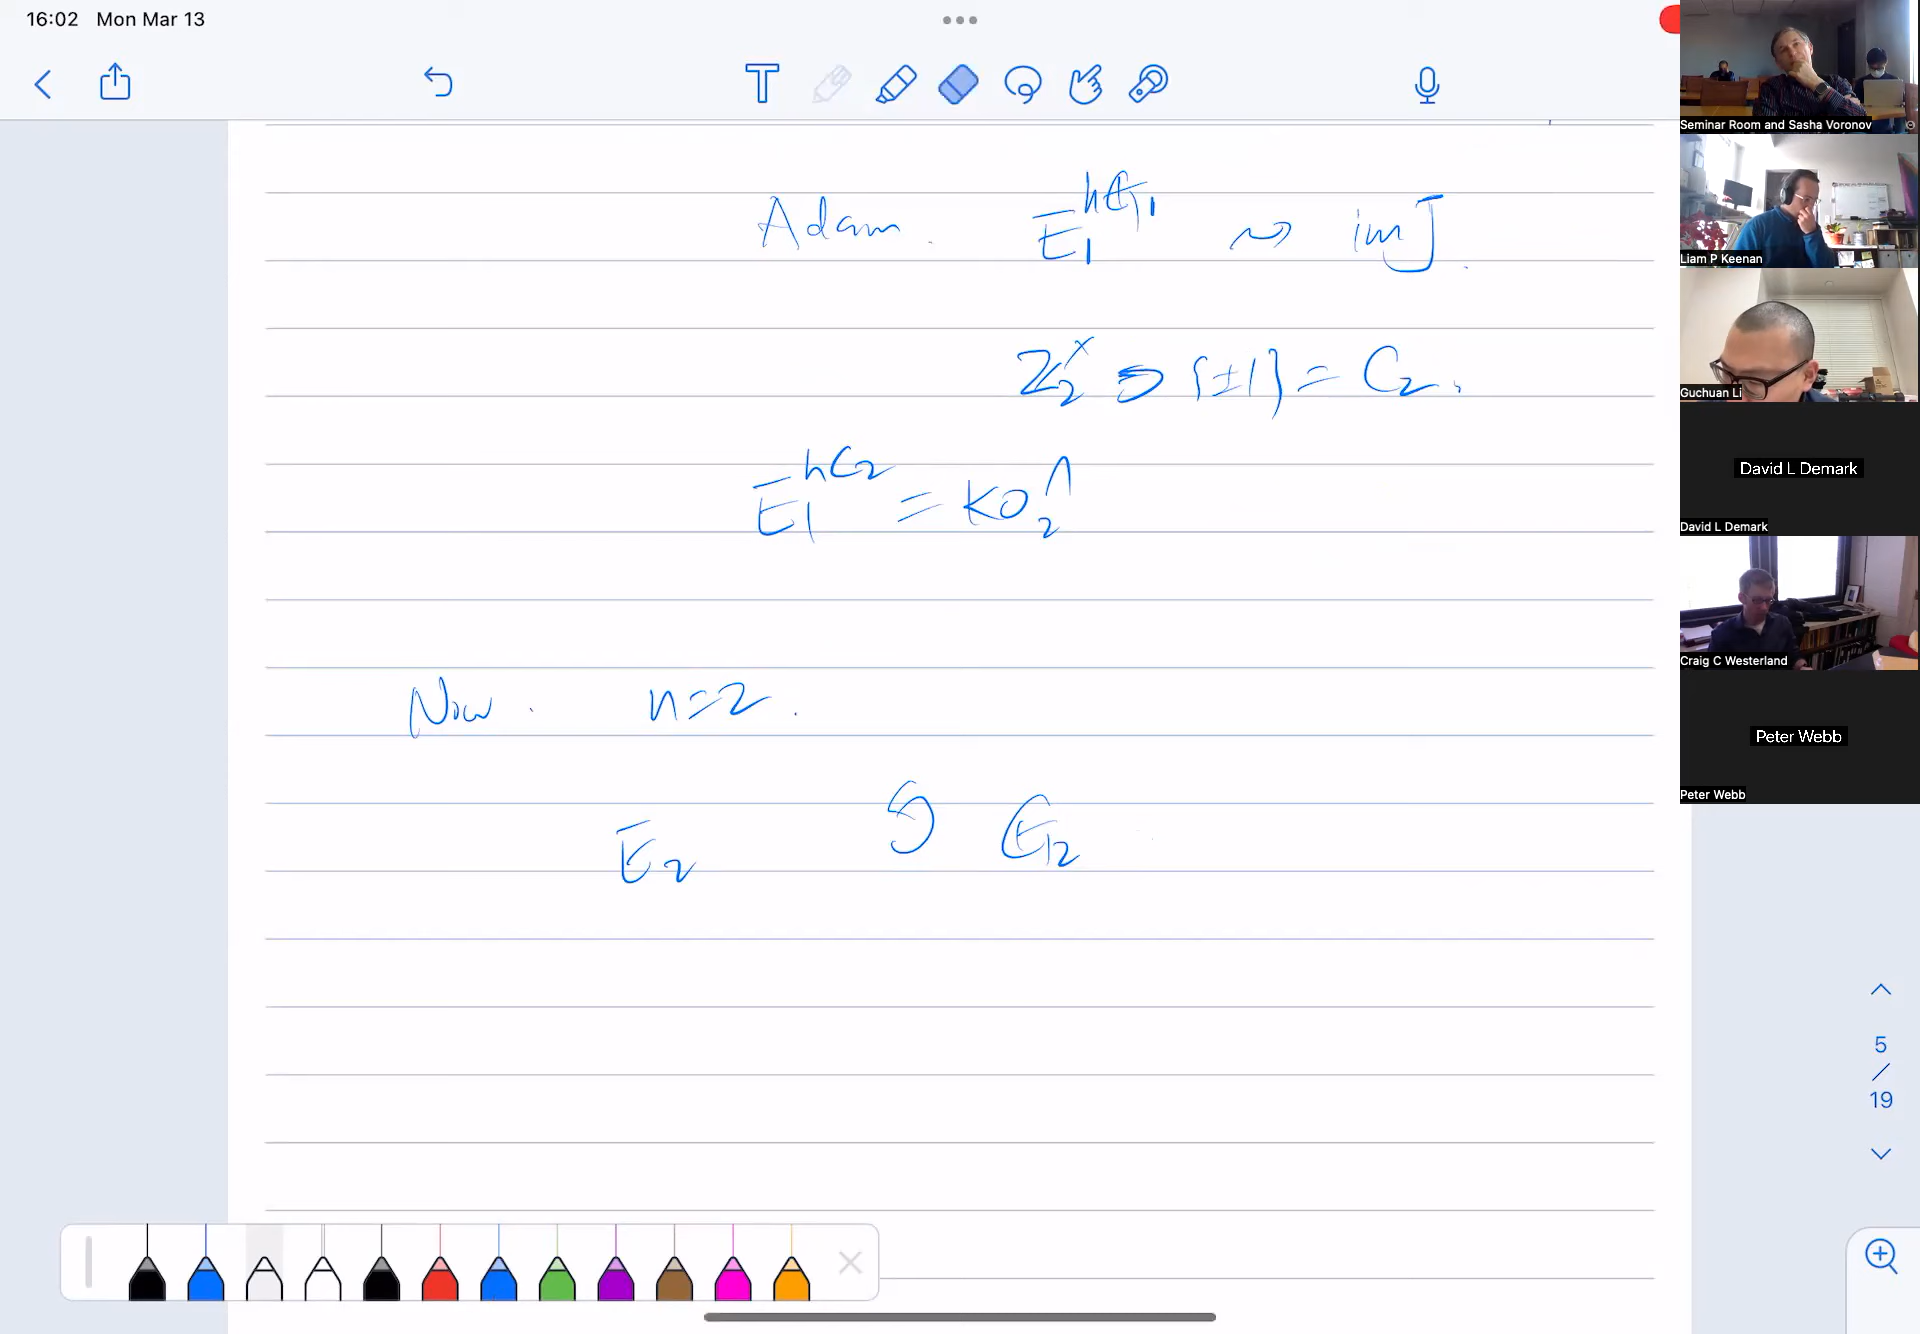 16:02 Mon Mar 13
Adam. E_1^{hG_1} ⇝ im J.
Z_2^× ⊃ {±1} = C_2.
E_1^{hC_2} = KO_2^∧
Now. n=2.
E_2 ↺ G_2
5
/
19
Seminar Room and Sasha Voronov
Liam P Keenan
Guchuan Li
David L Demark
David L Demark
Craig C Westerland
Peter Webb
Peter Webb